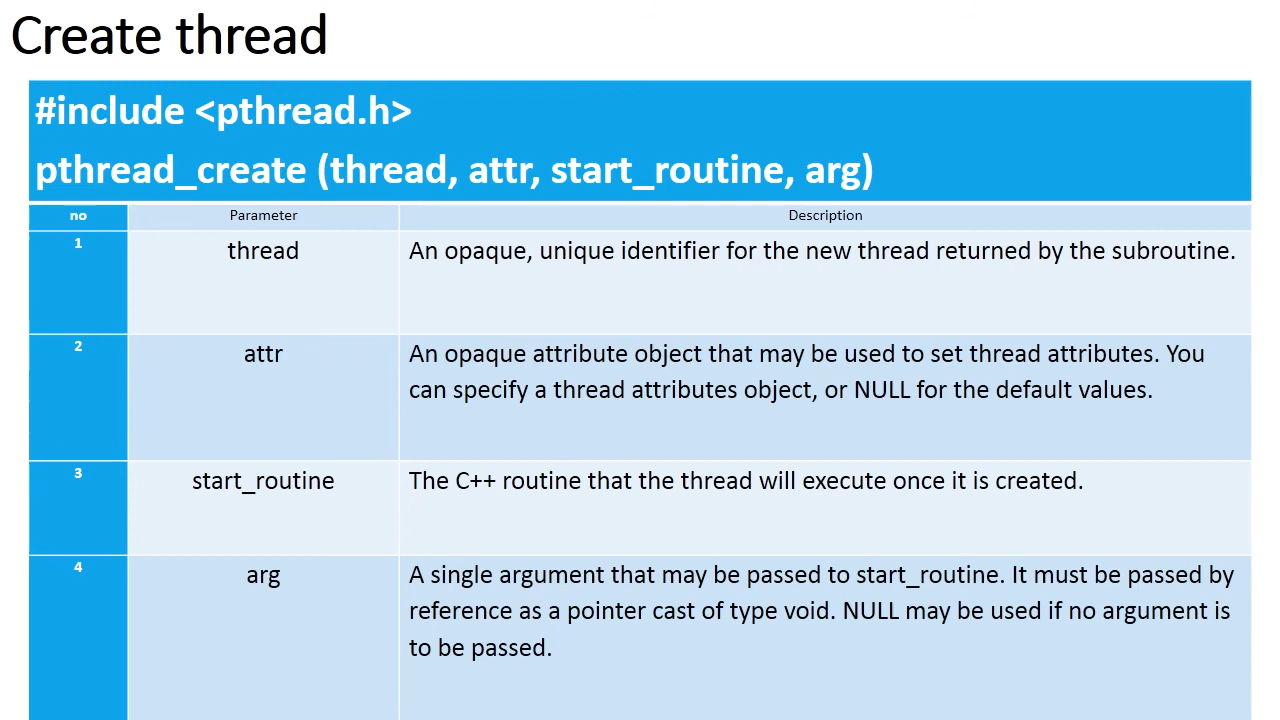 Create thread
#include <pthread.h>
pthread_create (thread, attr, start_routine, arg)
no Parameter Description
1 thread An opaque, unique identifier for the new thread returned by the subroutine.
2 attr An opaque attribute object that may be used to set thread attributes. You
can specify a thread attributes object, or NULL for the default values.
3 start_routine The C++ routine that the thread will execute once it is created.
4 arg A single argument that may be passed to start_routine. It must be passed by
reference as a pointer cast of type void. NULL may be used if no argument is
to be passed.